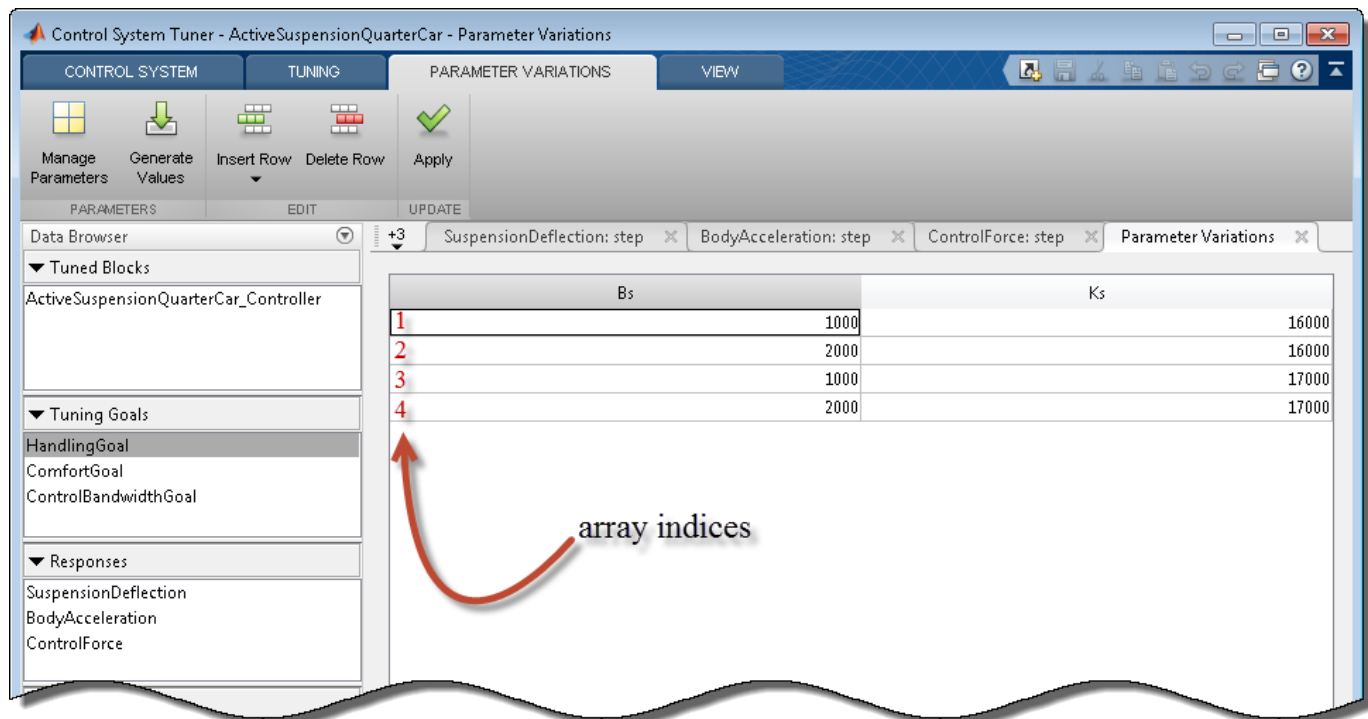 Control System Tuner - ActiveSuspensionQuarterCar - Parameter Variations
CONTROL SYSTEM TUNING PARAMETER VARIATIONS VIEW
Manage Parameters Generate Values Insert Row Delete Row Apply
PARAMETERS EDIT UPDATE
Data Browser +3 SuspensionDeflection: step BodyAcceleration: step ControlForce: step Parameter Variations
Tuned Blocks
ActiveSuspensionQuarterCar_Controller
Bs Ks
1 1000 16000
2 2000 16000
3 1000 17000
4 2000 17000
array indices
Tuning Goals
HandlingGoal
ComfortGoal
ControlBandwidthGoal
Responses
SuspensionDeflection
BodyAcceleration
ControlForce